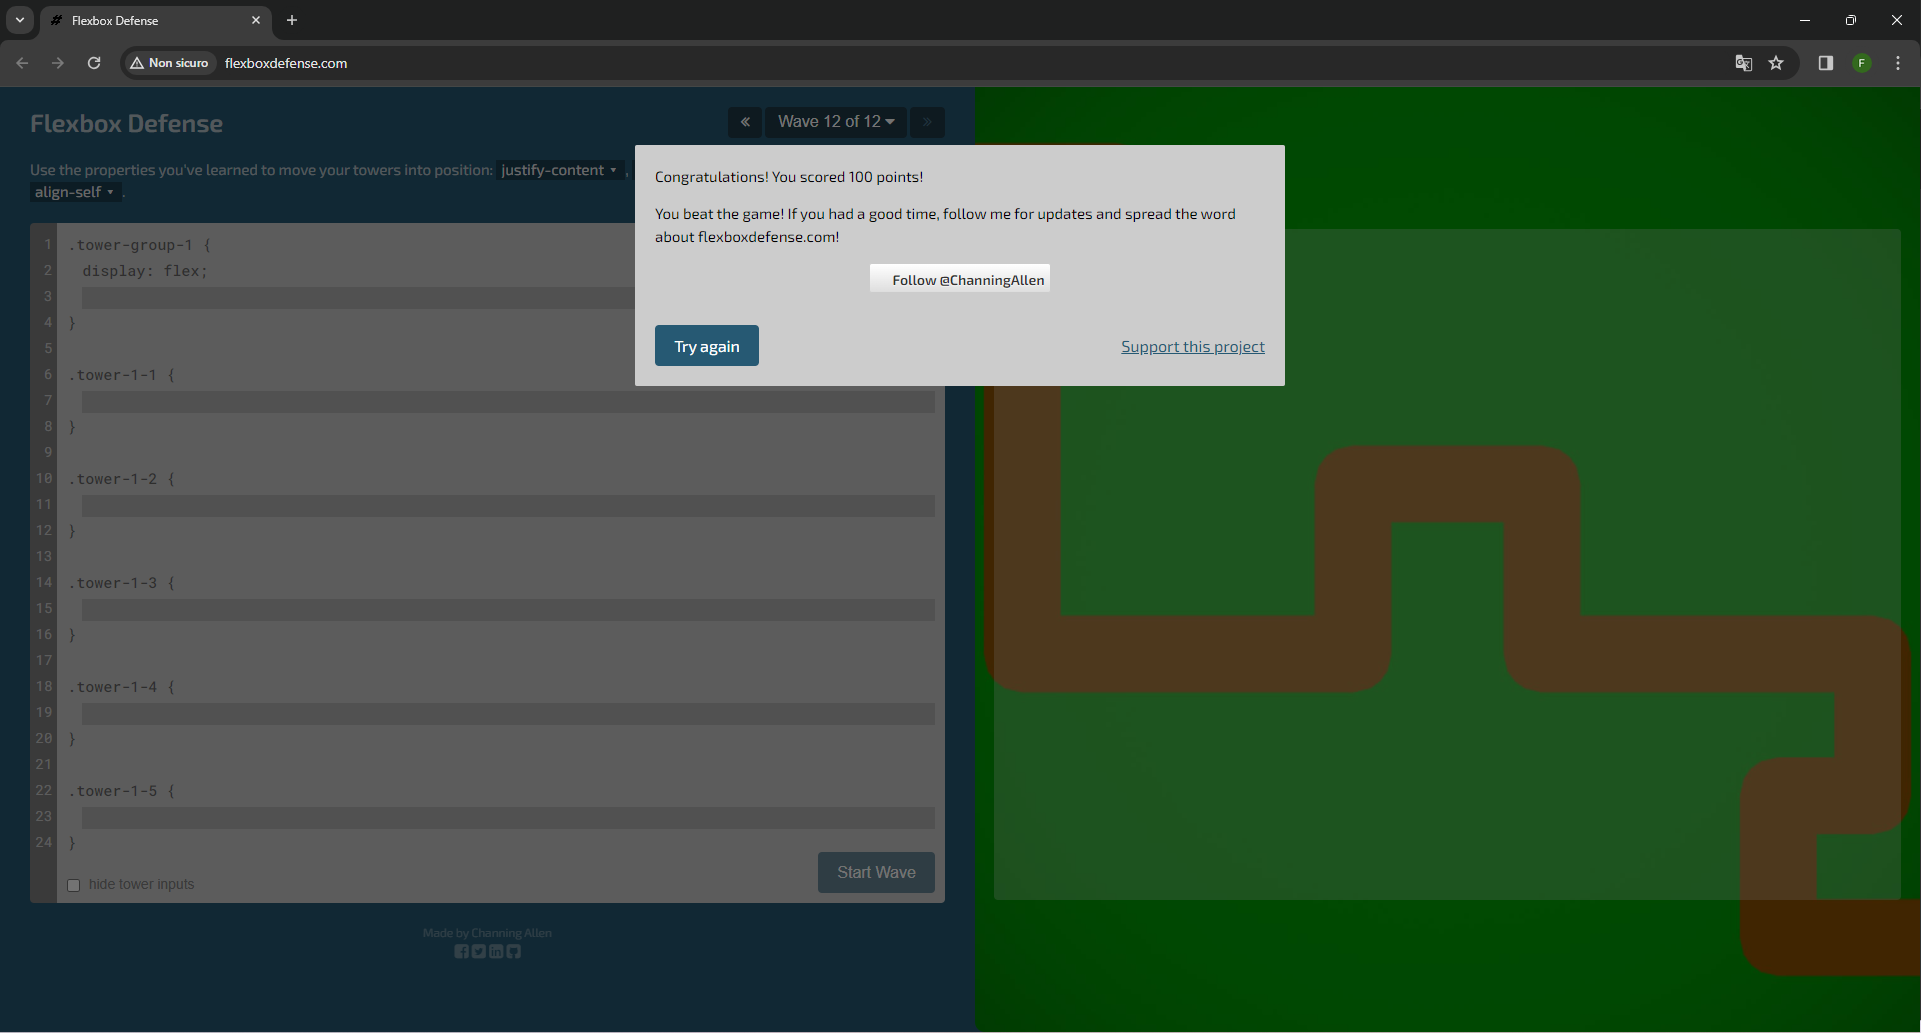 Flexbox Defense
Non sicuro flexboxdefense.com
F
Flexbox Defense
« Wave 12 of 12 »
Use the properties you've learned to move your towers into position: justify-content ,
align-self .
Congratulations! You scored 100 points!
You beat the game! If you had a good time, follow me for updates and spread the word
about flexboxdefense.com!
Follow @ChanningAllen
Try again Support this project
1 .tower-group-1 {
2 display: flex;
3
4 }
5
6 .tower-1-1 {
7
8 }
9
10 .tower-1-2 {
11
12 }
13
14 .tower-1-3 {
15
16 }
17
18 .tower-1-4 {
19
20 }
21
22 .tower-1-5 {
23
24 }
hide tower inputs
Start Wave
Made by Channing Allen